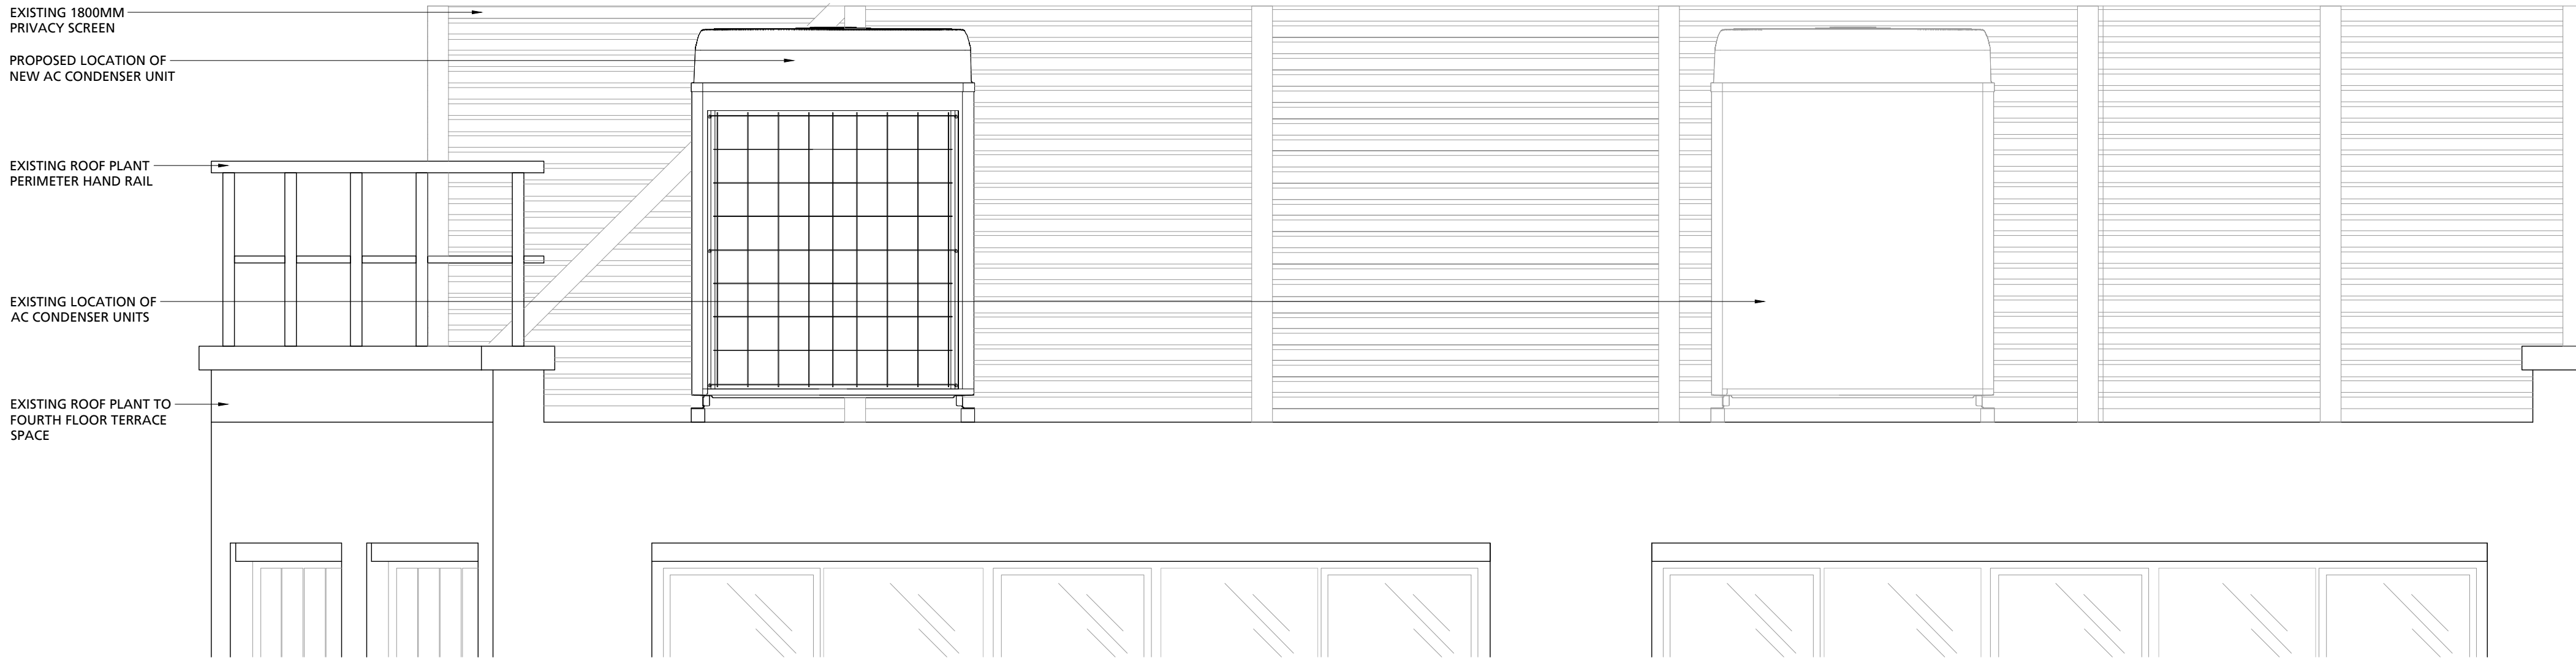 EXISTING 1800MM
PRIVACY SCREEN
PROPOSED LOCATION OF
NEW AC CONDENSER UNIT
EXISTING ROOF PLANT
PERIMETER HAND RAIL
EXISTING LOCATION OF
AC CONDENSER UNITS
EXISTING ROOF PLANT TO
FOURTH FLOOR TERRACE
SPACE